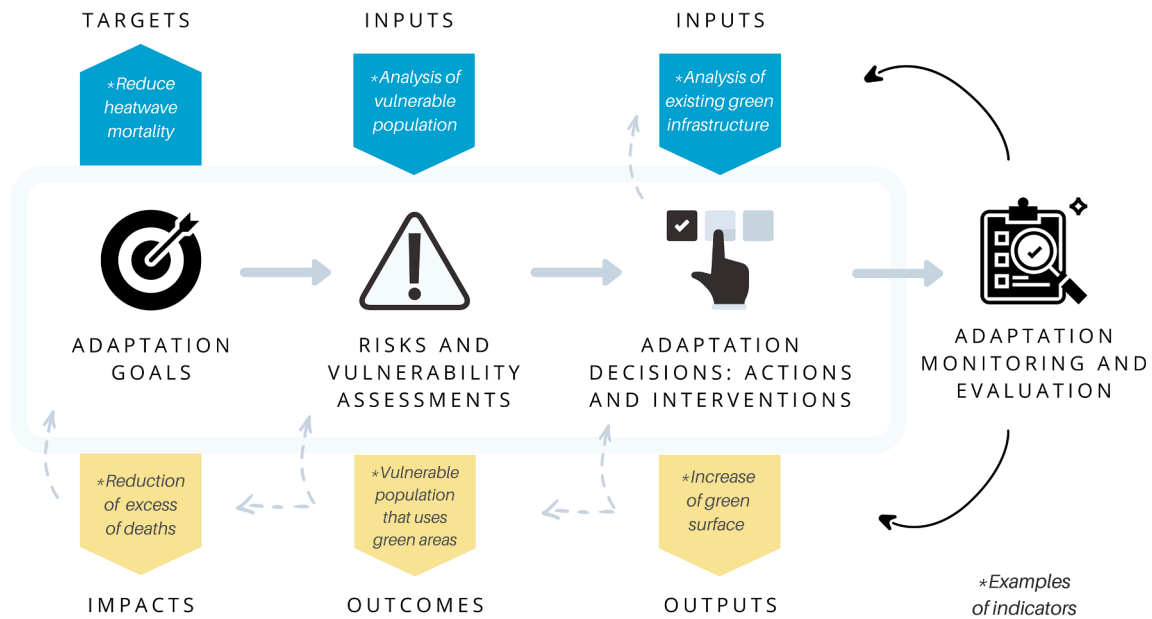 TARGETS
INPUTS
INPUTS
*Reduce
heatwave
mortality
*Analysis of
vulnerable
population
*Analysis of
existing green
infrastructure
ADAPTATION
GOALS
RISKS AND
VULNERABILITY
ASSESSMENTS
ADAPTATION
DECISIONS: ACTIONS
AND INTERVENTIONS
ADAPTATION
MONITORING AND
EVALUATION
*Reduction
of excess
of deaths
*Vulnerable
population
that uses
green areas
*Increase
of green
surface
IMPACTS
OUTCOMES
OUTPUTS
*Examples
of indicators